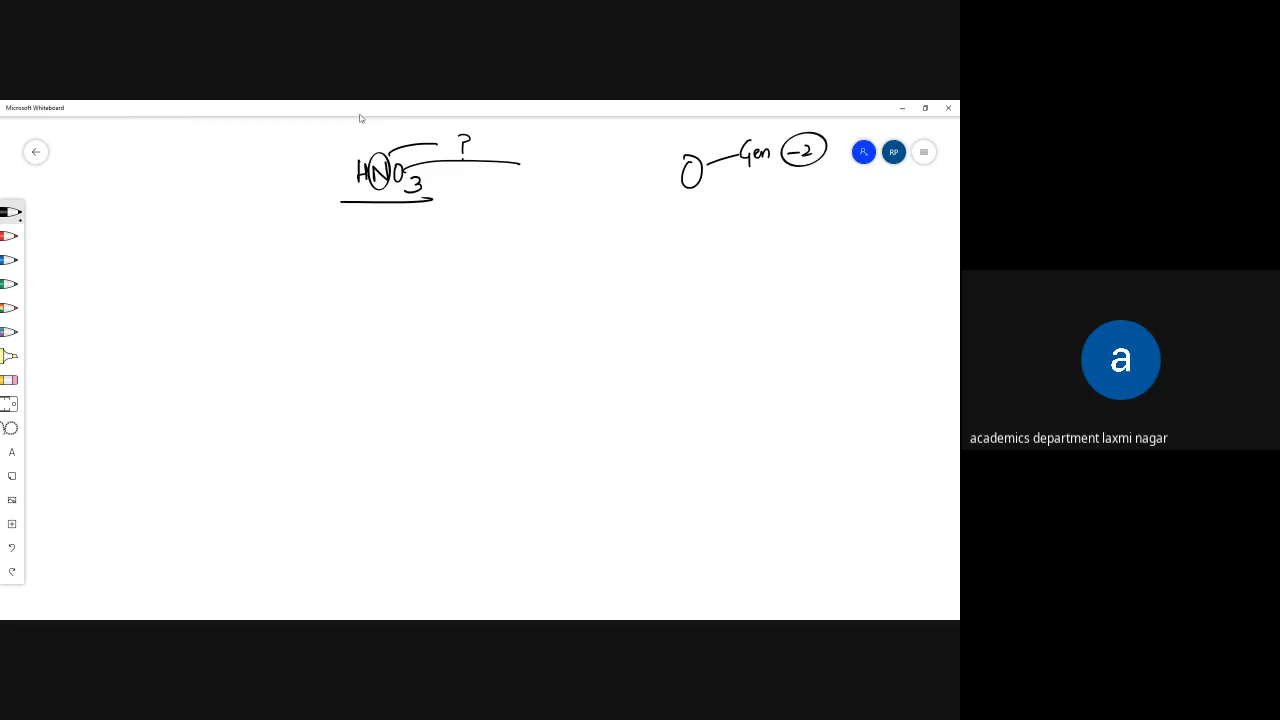 Microsoft Whiteboard
?
HNO3
O Gen -2
RP
A
a
academics department laxmi nagar